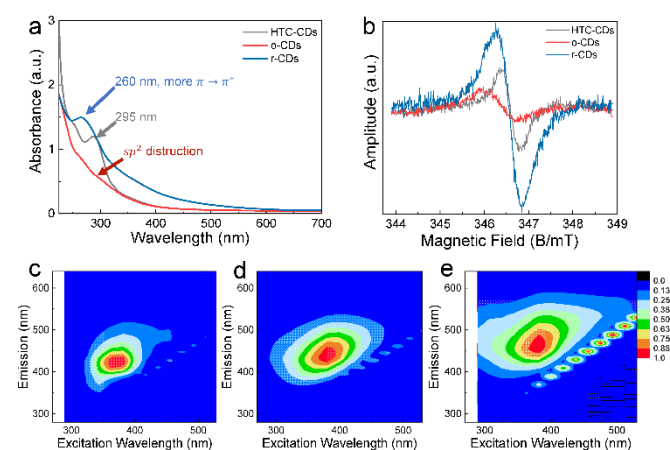 a
HTC-CDs
o-CDs
r-CDs
260 nm, more π → π*
295 nm
sp² distruction
Absorbance (a.u.)
3
2
1
0
300
400
500
600
700
Wavelength (nm)
b
HTC-CDs
o-CDs
r-CDs
Amplitude (a.u.)
344
345
346
347
348
349
Magnetic Field (B/mT)
c
Emission (nm)
600
500
400
300
300
400
500
Excitation Wavelength (nm)
d
Emission (nm)
600
500
400
300
300
400
500
Excitation Wavelength (nm)
e
Emission (nm)
600
500
400
300
300
400
500
Excitation Wavelength (nm)
0.0
0.13
0.25
0.38
0.50
0.63
0.75
0.88
1.0